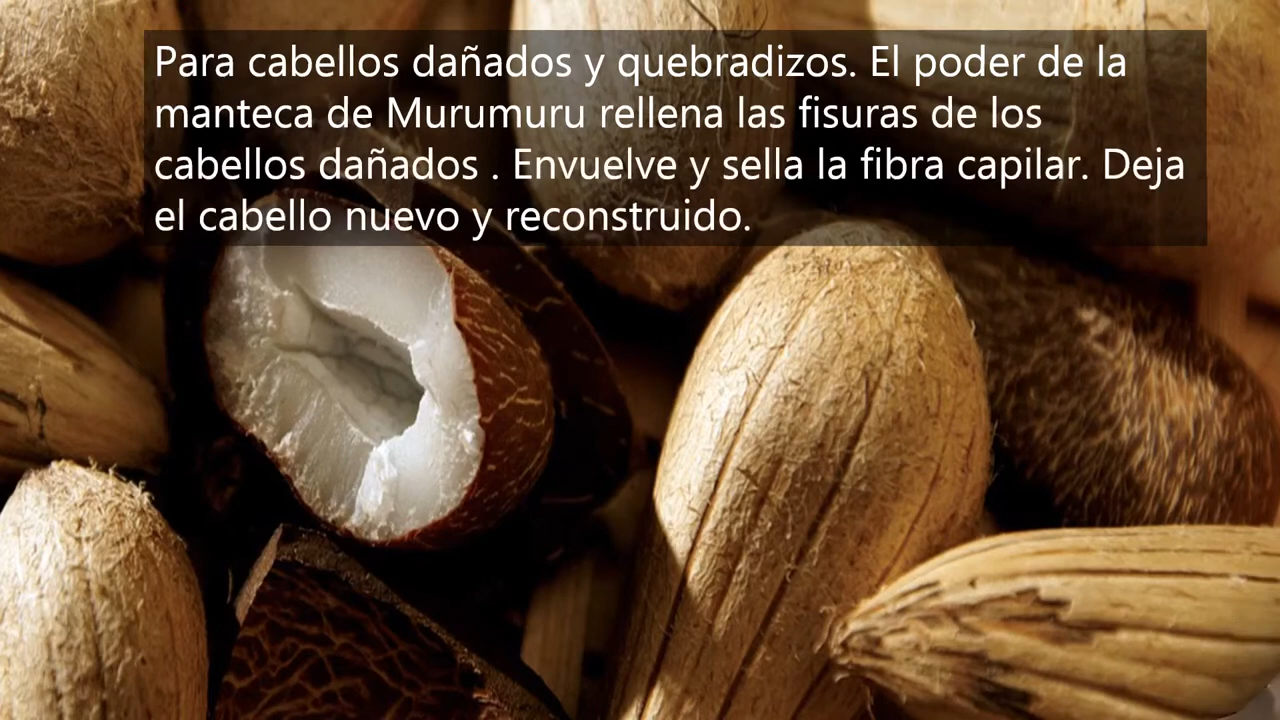 Para cabellos dañados y quebradizos. El poder de la
manteca de Murumuru rellena las fisuras de los
cabellos dañados . Envuelve y sella la fibra capilar. Deja
el cabello nuevo y reconstruido.